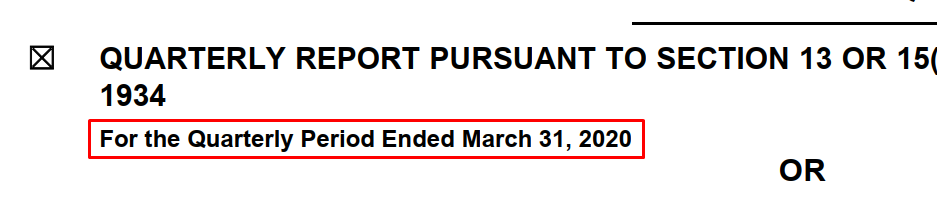 ☒ QUARTERLY REPORT PURSUANT TO SECTION 13 OR 15(
1934
For the Quarterly Period Ended March 31, 2020
OR